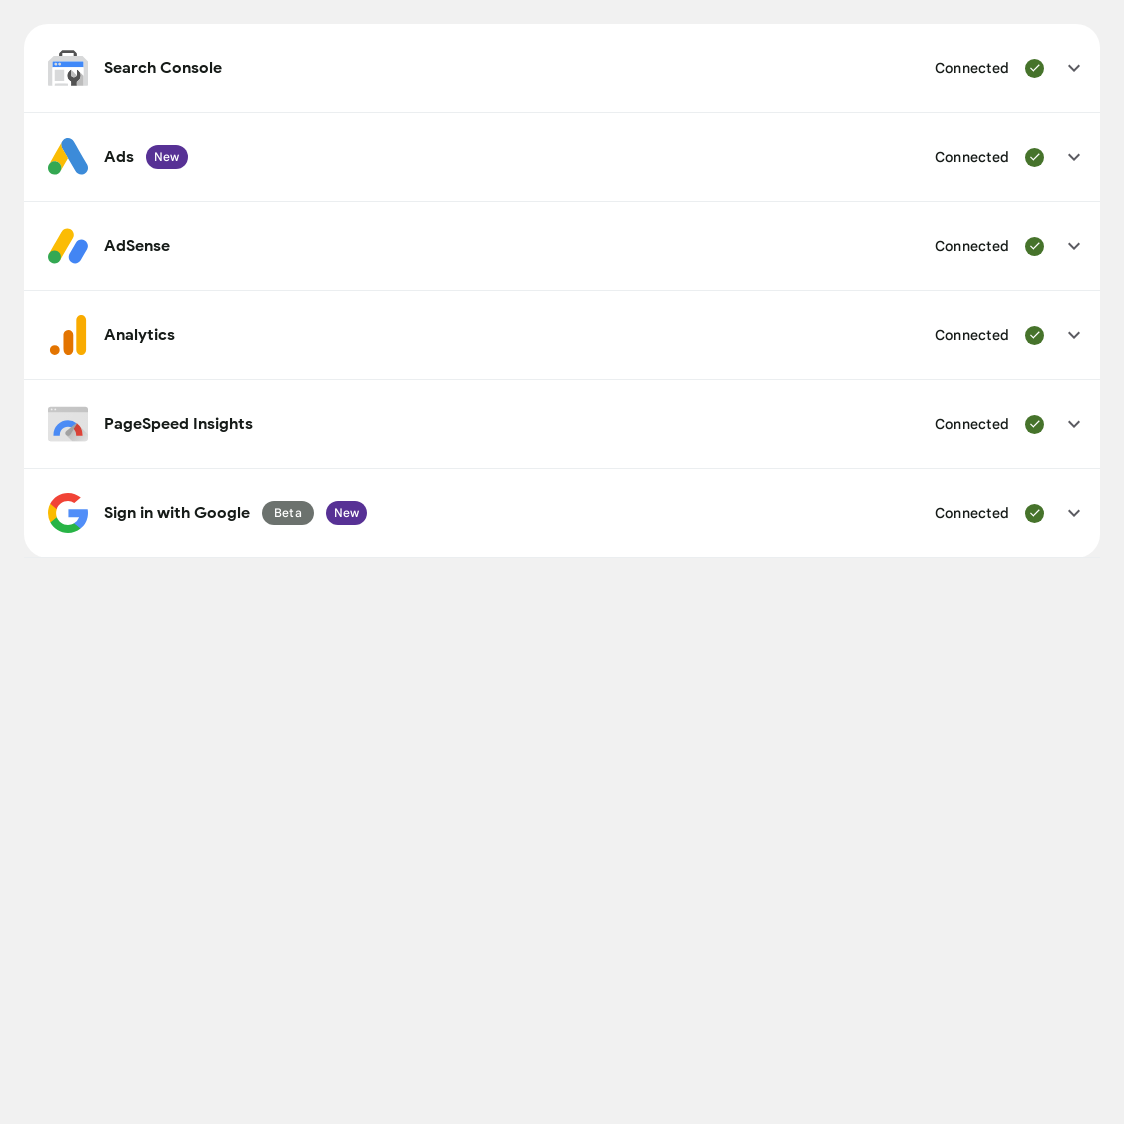 Search Console Connected
Ads New Connected
AdSense Connected
Analytics Connected
PageSpeed Insights Connected
Sign in with Google Beta New Connected